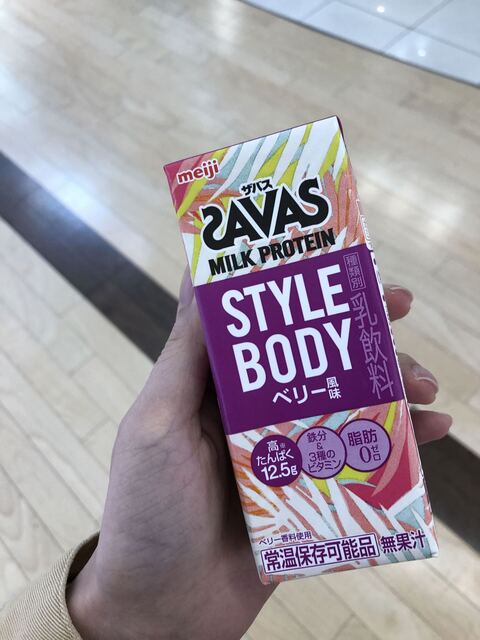 meiji
ザバス
SAVAS
MILK PROTEIN
STYLE
BODY
ベリー風味
種類別
乳飲料
高※
たんぱく
12.5g
鉄分
&
3種の
ビタミン
脂肪
0ゼロ
ベリー香料使用
常温保存可能品
無果汁